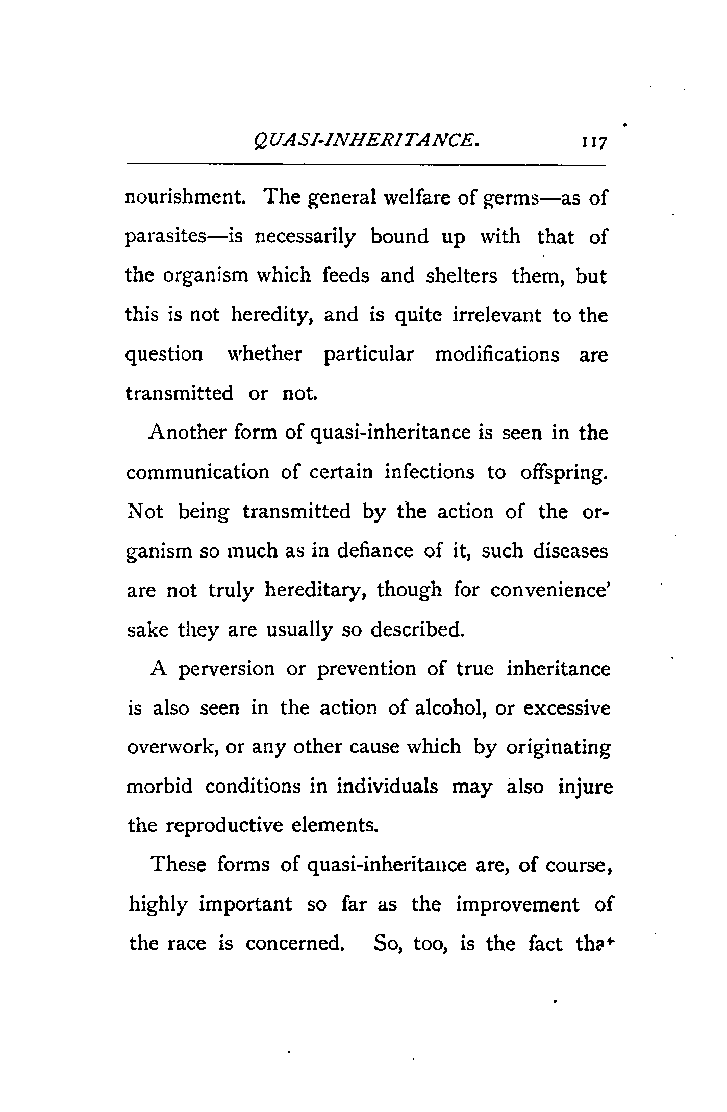 QUASI-INHERITANCE. 117
nourishment. The general welfare of germs—as of
parasites—is necessarily bound up with that of
the organism which feeds and shelters them, but
this is not heredity, and is quite irrelevant to the
question whether particular modifications are
transmitted or not.
Another form of quasi-inheritance is seen in the
communication of certain infections to offspring.
Not being transmitted by the action of the or-
ganism so much as in defiance of it, such diseases
are not truly hereditary, though for convenience’
sake they are usually so described.
A perversion or prevention of true inheritance
is also seen in the action of alcohol, or excessive
overwork, or any other cause which by originating
morbid conditions in individuals may also injure
the reproductive elements.
These forms of quasi-inheritance are, of course,
highly important so far as the improvement of
the race is concerned. So, too, is the fact that